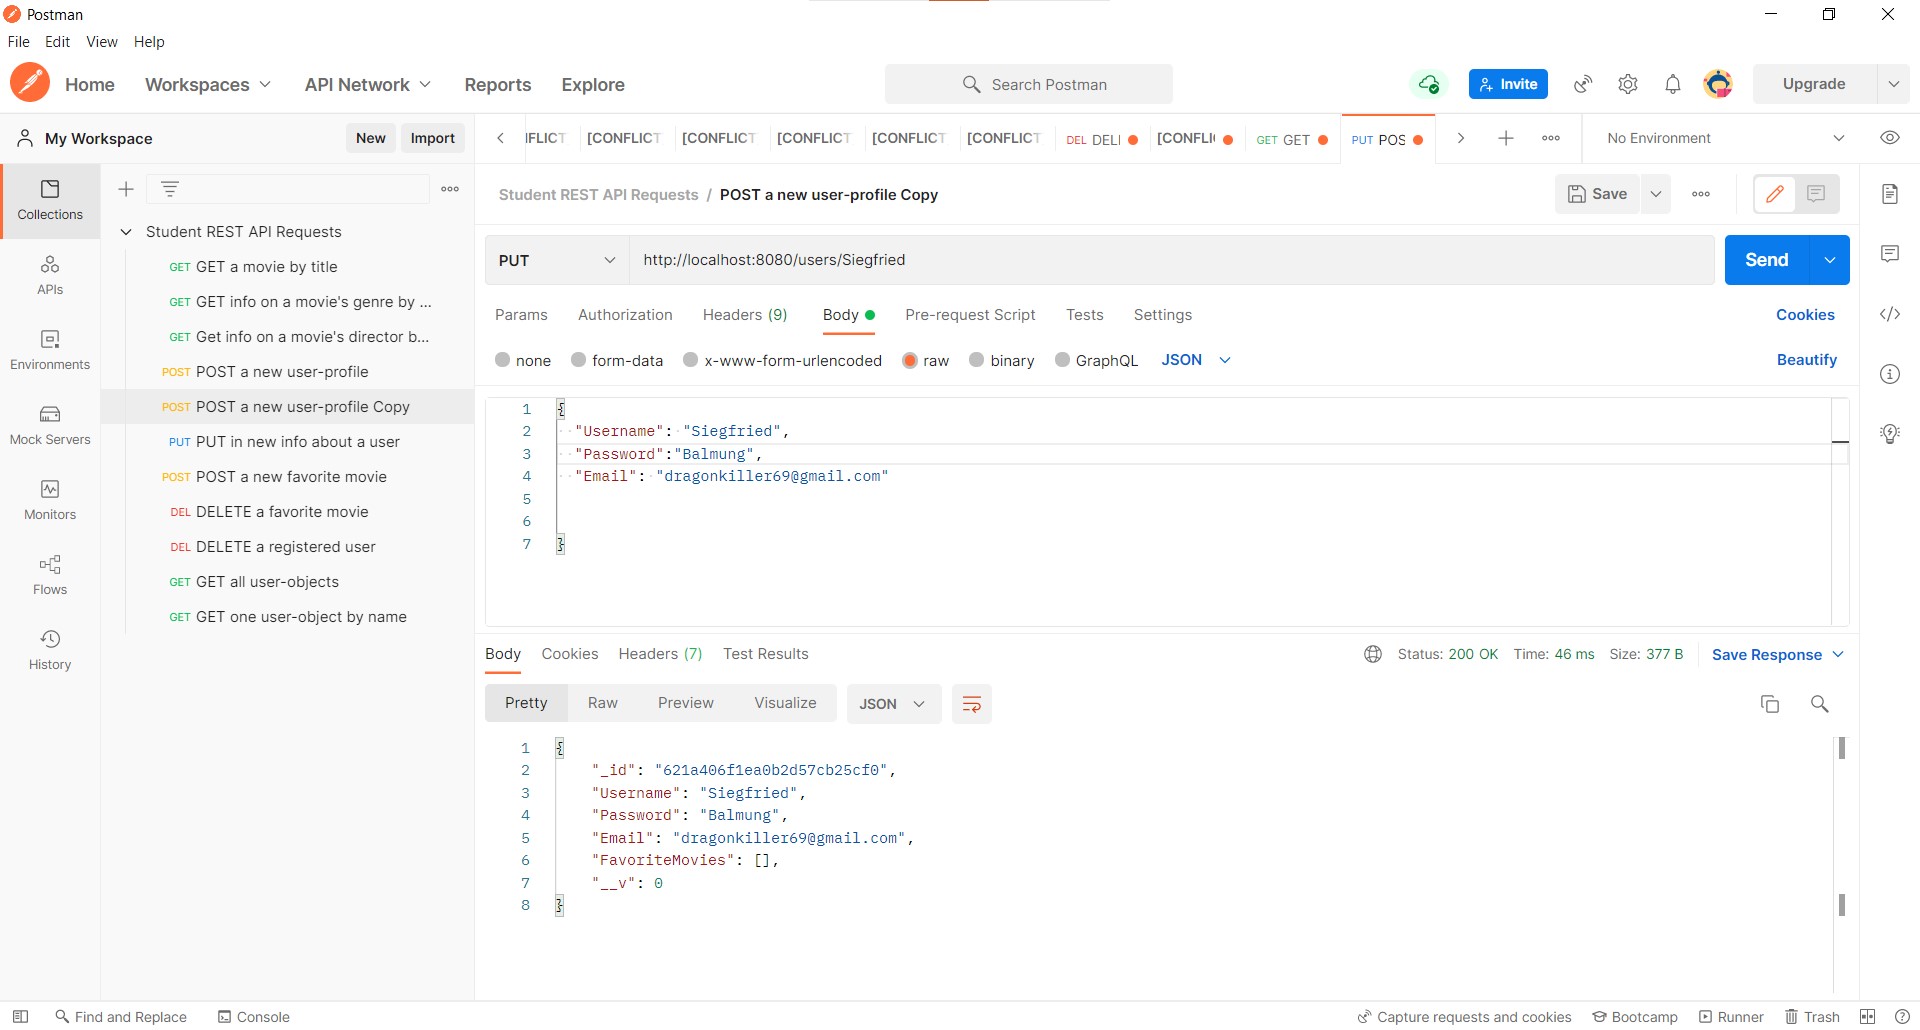 Postman
File Edit View Help
Home Workspaces API Network Reports Explore Search Postman Invite Upgrade
My Workspace New Import
[CONFLICT [CONFLICT [CONFLICT [CONFLICT [CONFLICT DEL DELI [CONFLI GET GET PUT POS No Environment
Collections
APIs
Environments
Mock Servers
Monitors
Flows
History
Student REST API Requests
GET GET a movie by title
GET GET info on a movie's genre by ...
GET Get info on a movie's director b...
POST POST a new user-profile
POST POST a new user-profile Copy
PUT PUT in new info about a user
POST POST a new favorite movie
DEL DELETE a favorite movie
DEL DELETE a registered user
GET GET all user-objects
GET GET one user-object by name
Student REST API Requests / POST a new user-profile Copy Save
PUT http://localhost:8080/users/Siegfried Send
Params Authorization Headers (9) Body Pre-request Script Tests Settings Cookies
none form-data x-www-form-urlencoded raw binary GraphQL JSON Beautify
1 {
2 "Username": "Siegfried",
3 "Password":"Balmung",
4 "Email": "dragonkiller69@gmail.com"
5
6
7 }
Body Cookies Headers (7) Test Results Status: 200 OK Time: 46 ms Size: 377 B Save Response
Pretty Raw Preview Visualize JSON
1 {
2 "_id": "621a406f1ea0b2d57cb25cf0",
3 "Username": "Siegfried",
4 "Password": "Balmung",
5 "Email": "dragonkiller69@gmail.com",
6 "FavoriteMovies": [],
7 "__v": 0
8 }
Find and Replace Console Capture requests and cookies Bootcamp Runner Trash